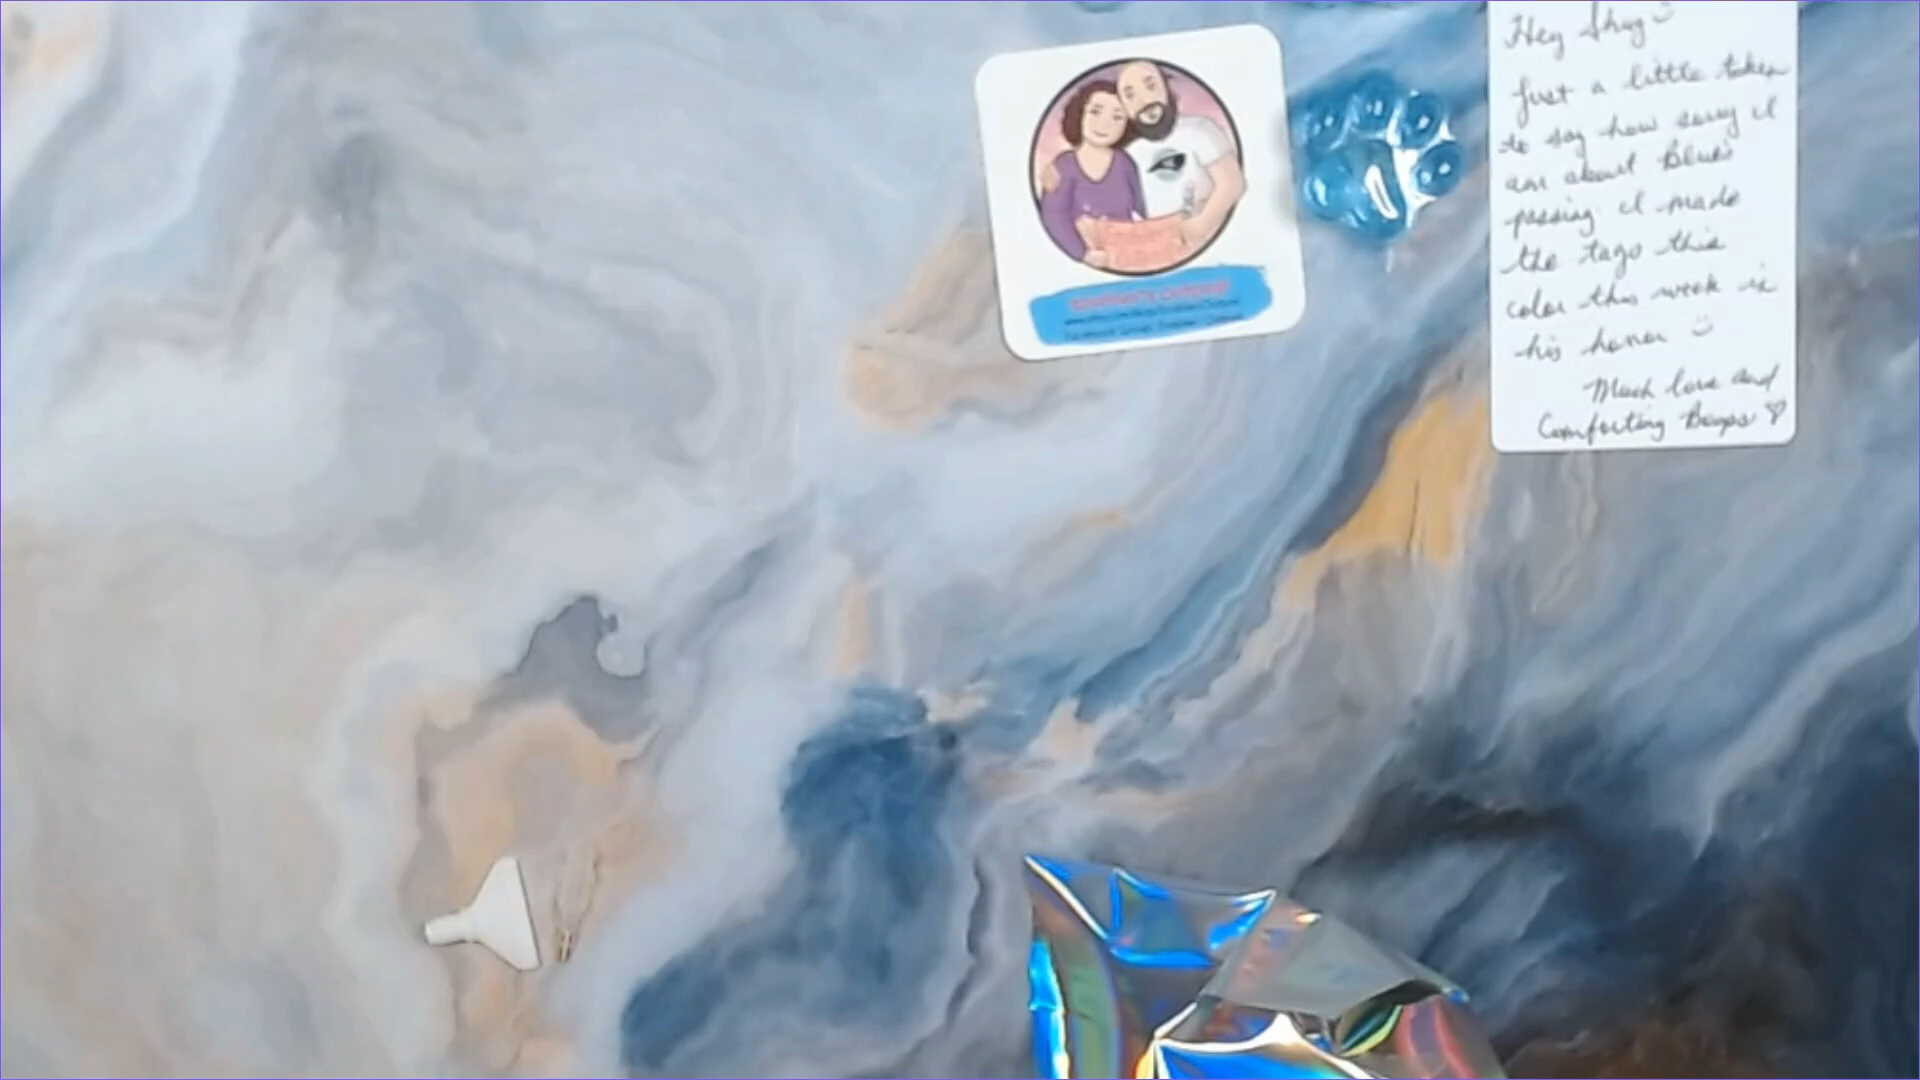 Hey Shug
Just a little token
to say how sorry I
am about Blue's
passing. I made
the tags this
color this week in
his honor
Much love and
Comforting Boops